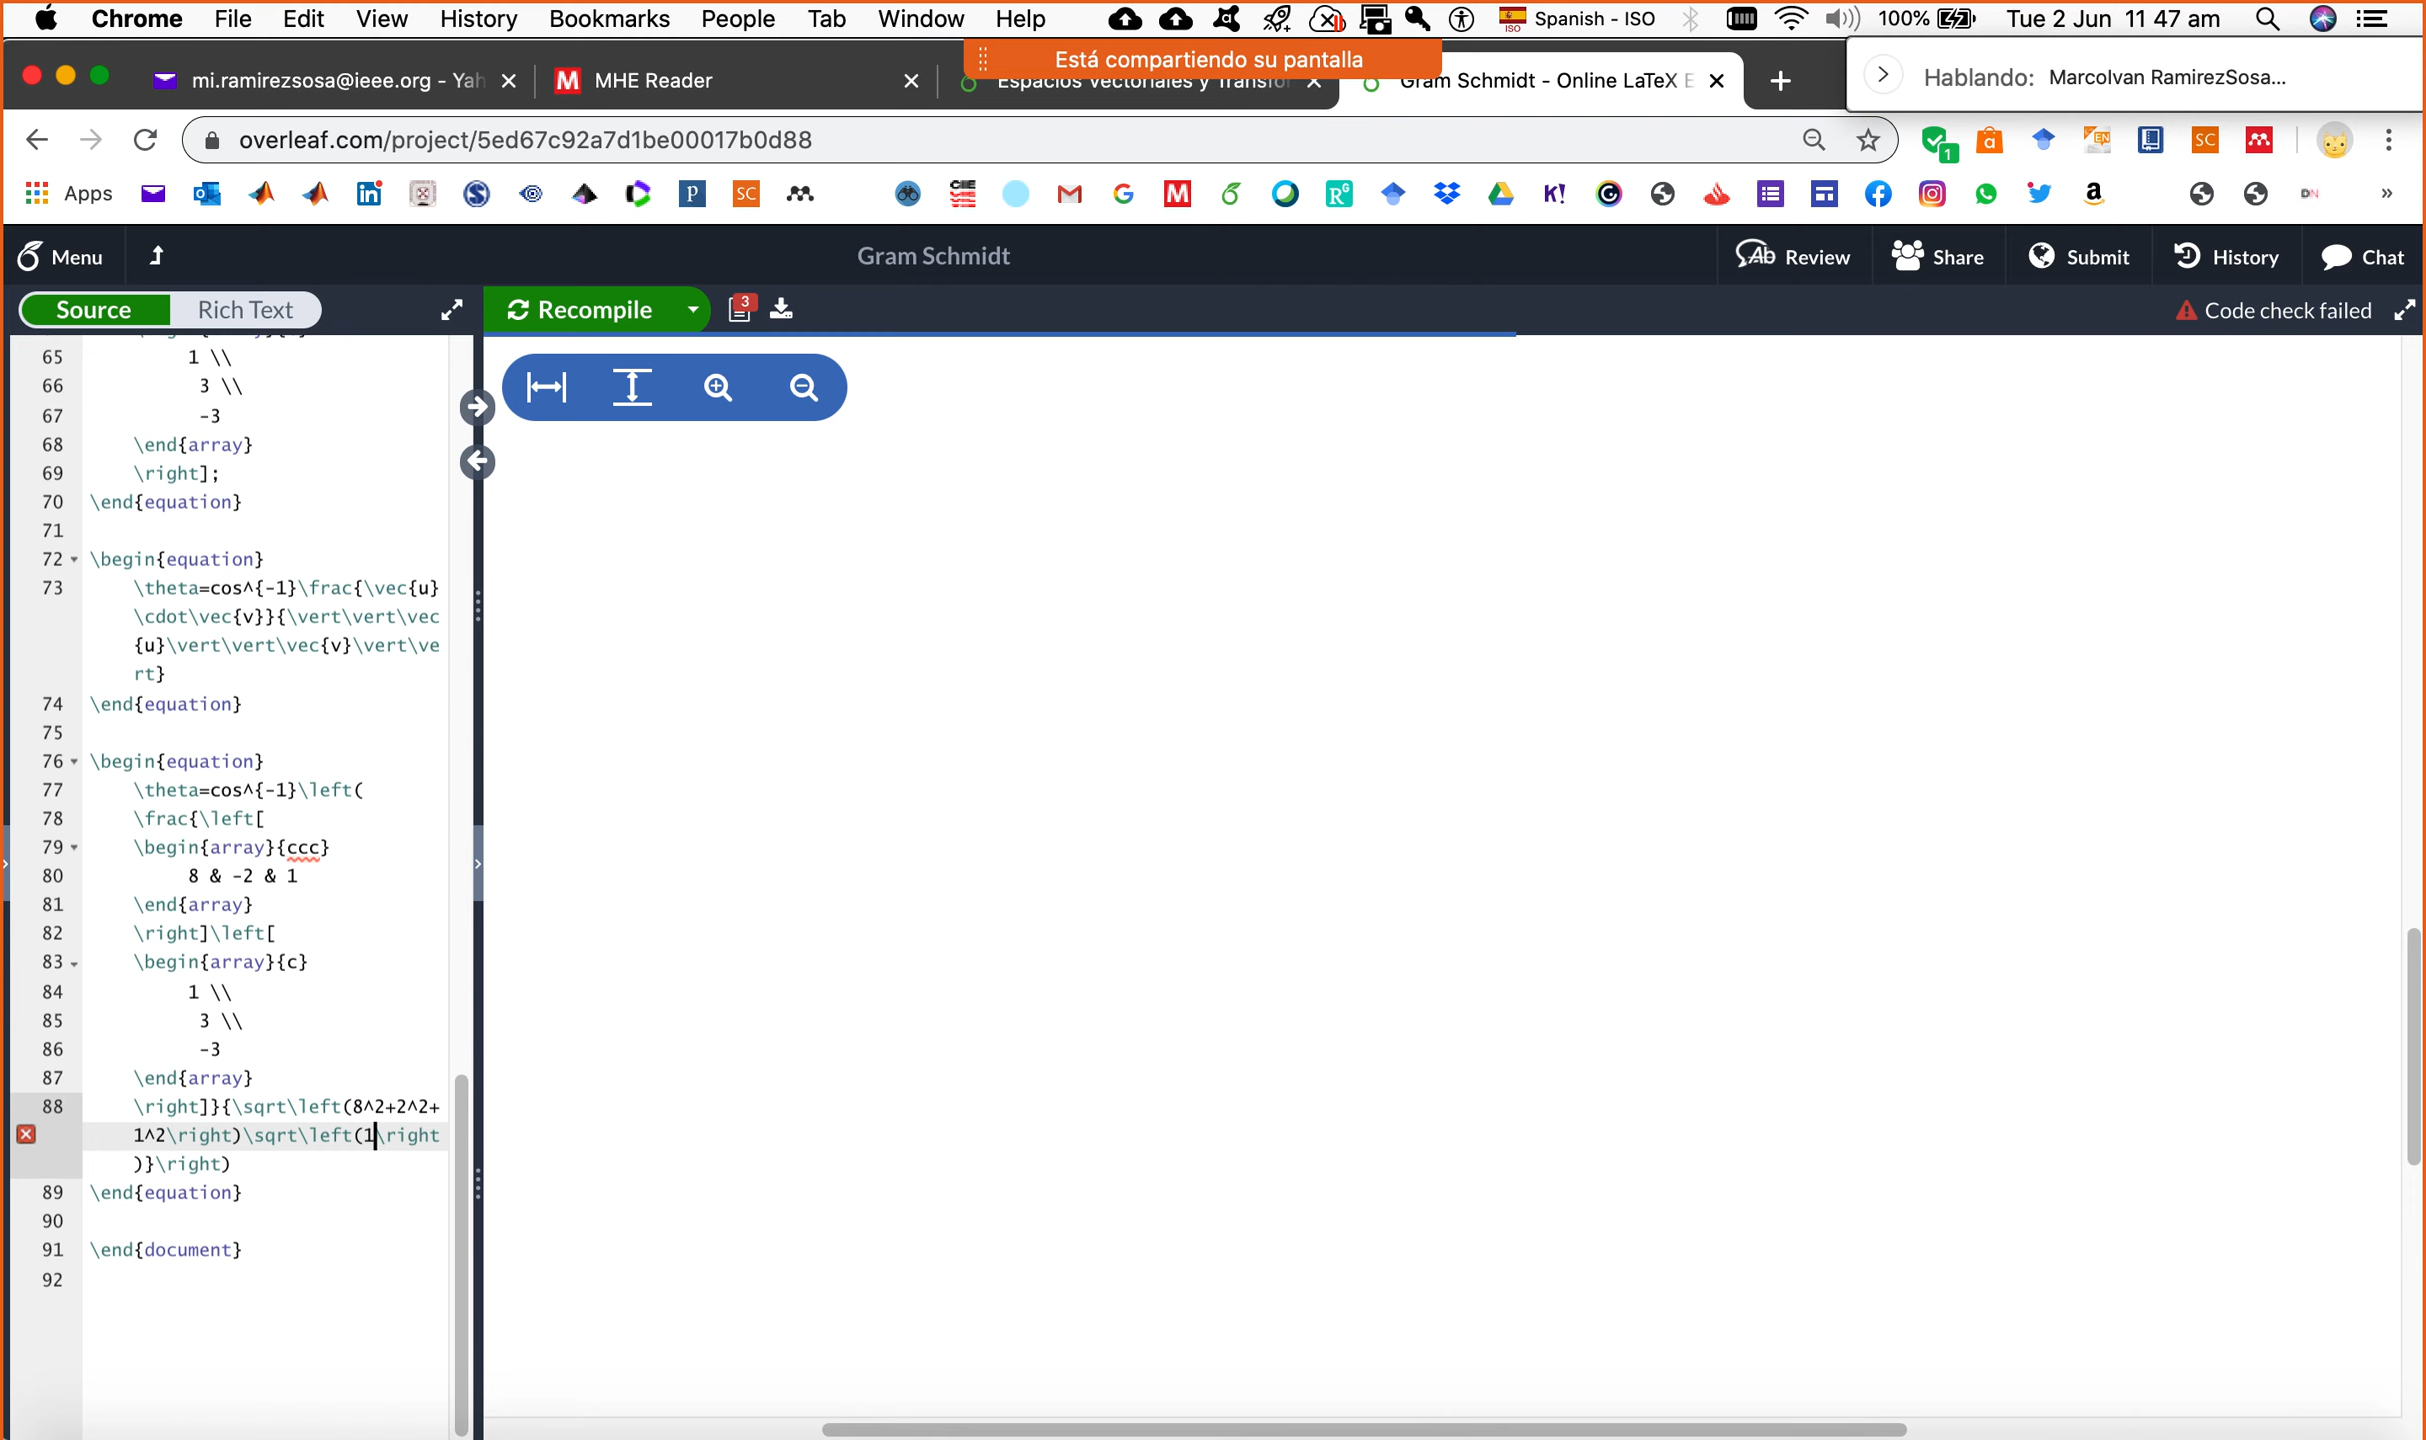 Chrome File Edit View History Bookmarks People Tab Window Help Spanish - ISO 100% Tue 2 Jun 11 47 am
Está compartiendo su pantalla
mi.ramirezsosa@ieee.org - Yah MHE Reader Espacios Vectoriales y Transfor Gram Schmidt - Online LaTeX E Hablando: MarcoIvan RamirezSosa...
overleaf.com/project/5ed67c92a7d1be00017b0d88
Apps
Menu Gram Schmidt Review Share Submit History Chat
Source Rich Text Recompile 3 Code check failed
65 1 \\
66 3 \\
67 -3
68 \end{array}
69 \right];
70 \end{equation}
71
72 \begin{equation}
73 \theta=cos^{-1}\frac{\vec{u}
\cdot\vec{v}}{\vert\vert\vec
{u}\vert\vert\vec{v}\vert\ve
rt}
74 \end{equation}
75
76 \begin{equation}
77 \theta=cos^{-1}\left(
78 \frac{\left[
79 \begin{array}{ccc}
80 8 & -2 & 1
81 \end{array}
82 \right]\left[
83 \begin{array}{c}
84 1 \\
85 3 \\
86 -3
87 \end{array}
88 \right]}{\sqrt\left(8^2+2^2+
1^2\right)\sqrt\left(1\right
)}\right)
89 \end{equation}
90
91 \end{document}
92